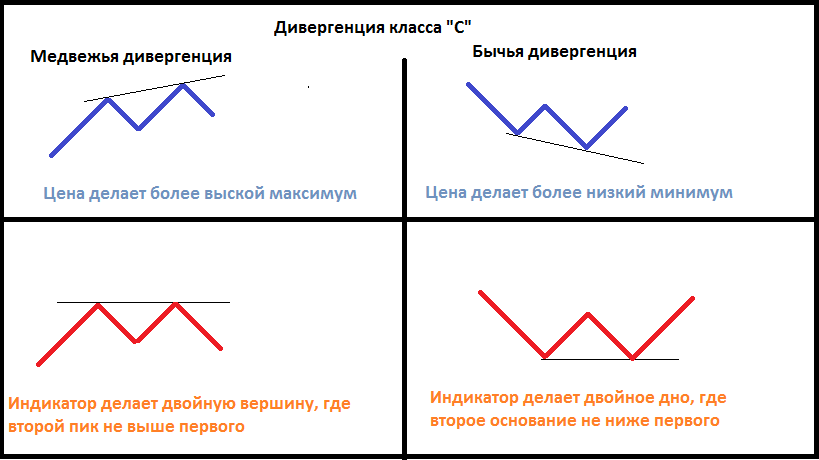 Дивергенция класса "С"
Медвежья дивергенция
Бычья дивергенция
Цена делает более выской максимум
Цена делает более низкий минимум
Индикатор делает двойную вершину, где
второй пик не выше первого
Индикатор делает двойное дно, где
второе основание не ниже первого